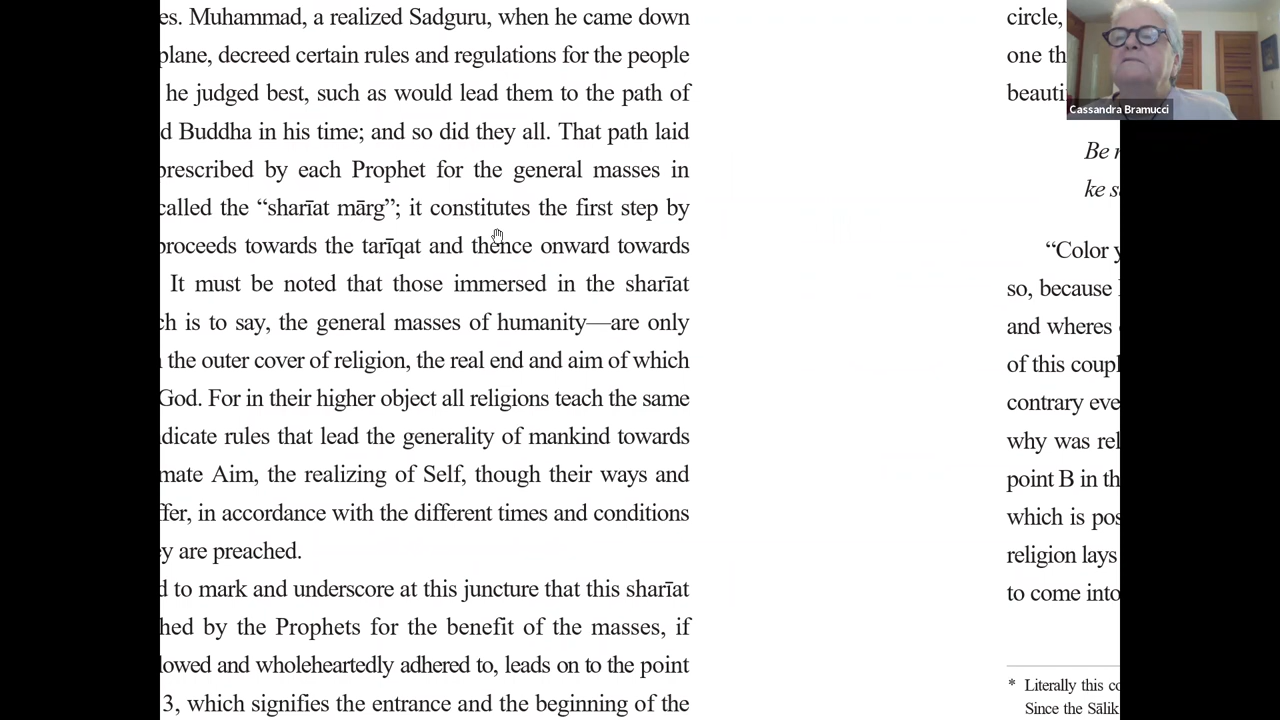 es. Muhammad, a realized Sadguru, when he came down
plane, decreed certain rules and regulations for the people
he judged best, such as would lead them to the path of
d Buddha in his time; and so did they all. That path laid
prescribed by each Prophet for the general masses in
called the “sharīat mārg”; it constitutes the first step by
proceeds towards the tarīqat and thence onward towards
It must be noted that those immersed in the sharīat
ch is to say, the general masses of humanity—are only
the outer cover of religion, the real end and aim of which
God. For in their higher object all religions teach the same
dicate rules that lead the generality of mankind towards
mate Aim, the realizing of Self, though their ways and
ffer, in accordance with the different times and conditions
ey are preached.
d to mark and underscore at this juncture that this sharīat
hed by the Prophets for the benefit of the masses, if
lowed and wholeheartedly adhered to, leads on to the point
3, which signifies the entrance and the beginning of the
circle,
one th
beauti
Be
ke s
“Color y
so, because
and wheres
of this coupl
contrary eve
why was rel
point B in th
which is pos
religion lays
to come into
* Literally this co
Since the Sālik
Cassandra Bramucci